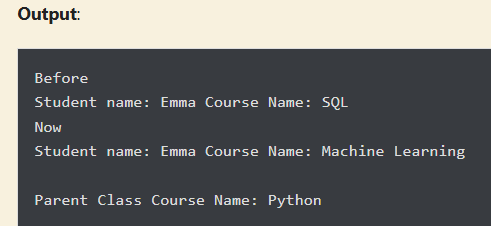 Output:
Before
Student name: Emma Course Name: SQL
Now
Student name: Emma Course Name: Machine Learning
Parent Class Course Name: Python